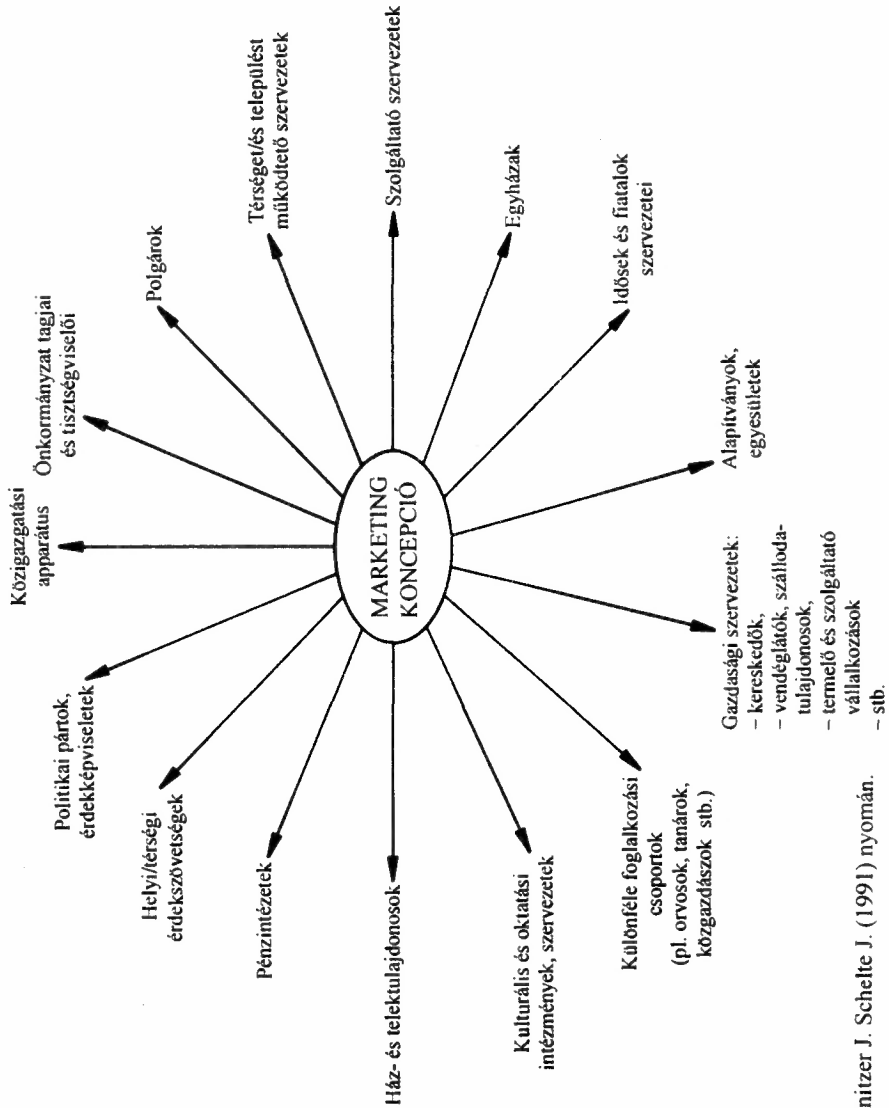 Közigazgatási
apparátus
Önkormányzat tagjai
és tisztségviselői
Polgárok
Térséget/és települést
működtető szervezetek
Szolgáltató szervezetek
Egyházak
Idősek és fiatalok
szervezetei
Alapítványok,
egyesületek
Gazdasági szervezetek:
– kereskedők,
– vendéglátók, szálloda-
tulajdonosok,
– termelő és szolgáltató
vállalkozások
– stb.
Különféle foglalkozási
csoportok
(pl. orvosok, tanárok,
közgazdászok stb.)
Kulturális és oktatási
intézmények, szervezetek
Ház- és telektulajdonosok
Pénzintézetek
Helyi/térségi
érdekszövetségek
Politikai pártok,
érdekképviseletek
MARKETING
KONCEPCIÓ
nitzer J. Schelte J. (1991) nyomán.